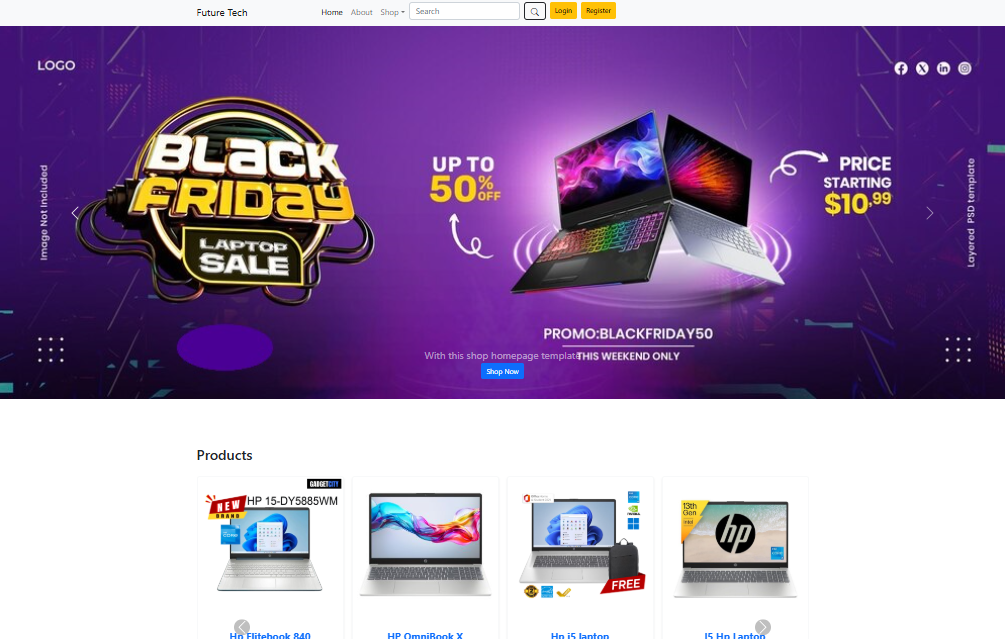 Future Tech
Home
About
Shop
Search
Login
Register
LOGO
Image Not Included
BLACK
FRIDAY
LAPTOP
SALE
UP TO
50%
OFF
PRICE
STARTING
$10,99
Layered PSD template
PROMO:BLACKFRIDAY50
With this shop homepage template
THIS WEEKEND ONLY
Shop Now
Products
GADGETCITY
HP 15-DY5885WM
NEW
BRAND
FREE
13th
Gen
intel
hp
Hp Elitebook 840
HP OmniBook X
Hp i5 laptop
I5 Hp Laptop